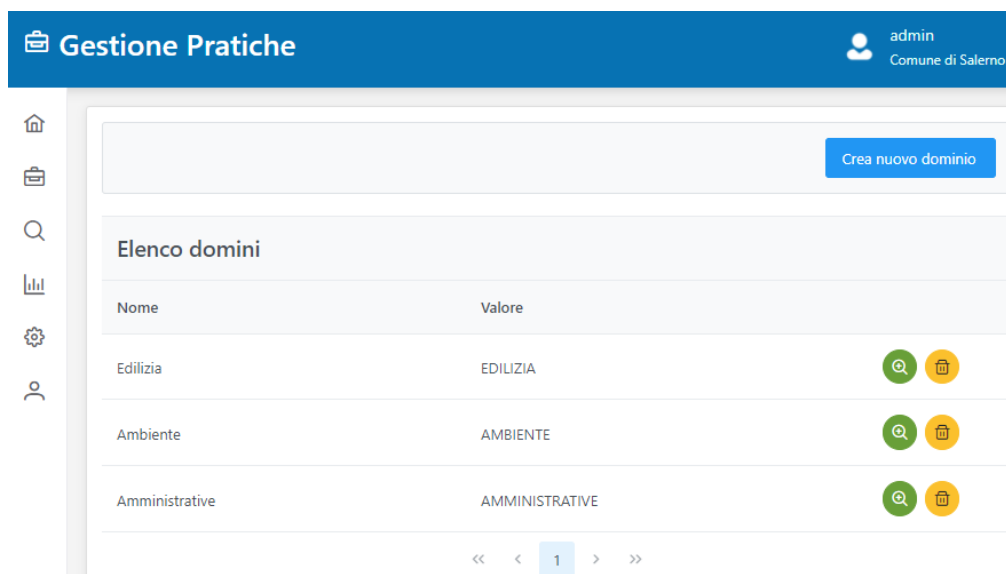 Gestione Pratiche
admin
Comune di Salerno
Crea nuovo dominio
Elenco domini
Nome Valore
Edilizia EDILIZIA
Ambiente AMBIENTE
Amministrative AMMINISTRATIVE
<< < 1 > >>